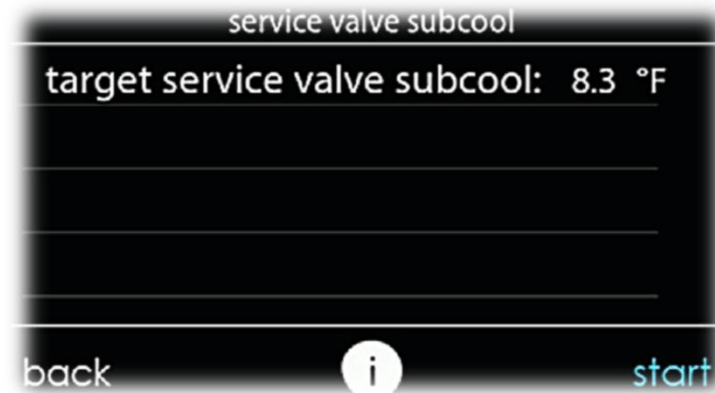 service valve subcool
target service valve subcool: 8.3 °F
back i start